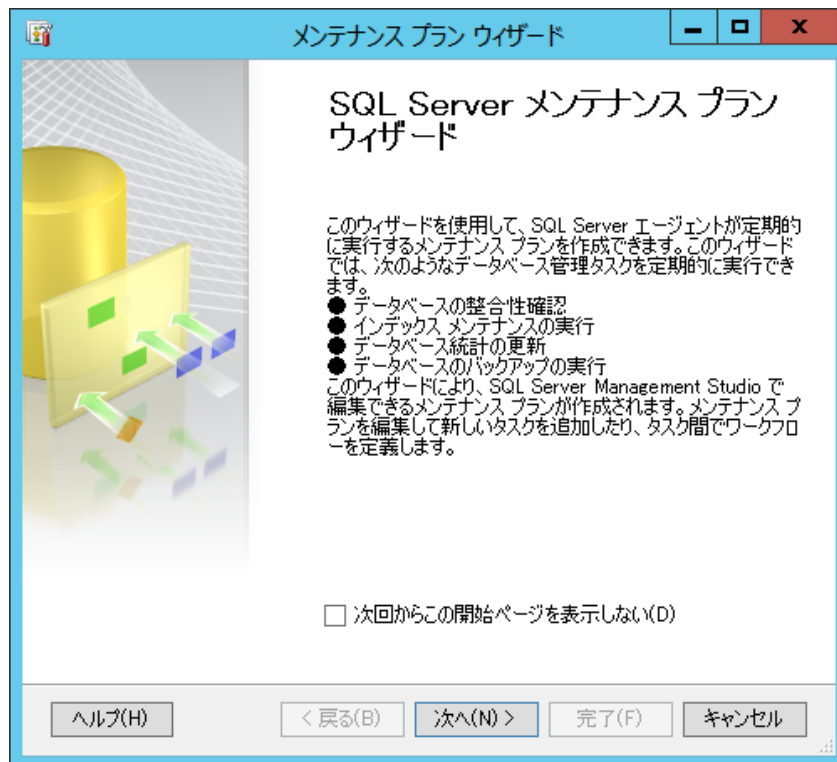 メンテナンス プラン ウィザード
SQL Server メンテナンス プラン
ウィザード
このウィザードを使用して、SQL Server エージェントが定期的
に実行するメンテナンス プランを作成できます。このウィザード
では、次のようなデータベース管理タスクを定期的に実行でき
ます。
● データベースの整合性確認
● インデックス メンテナンスの実行
● データベース統計の更新
● データベースのバックアップの実行
このウィザードにより、SQL Server Management Studio で
編集できるメンテナンス プランが作成されます。メンテナンス プ
ランを編集して新しいタスクを追加したり、タスク間でワークフロ
ーを定義します。
次回からこの開始ページを表示しない(D)
ヘルプ(H) < 戻る(B) 次へ(N) > 完了(F) キャンセル